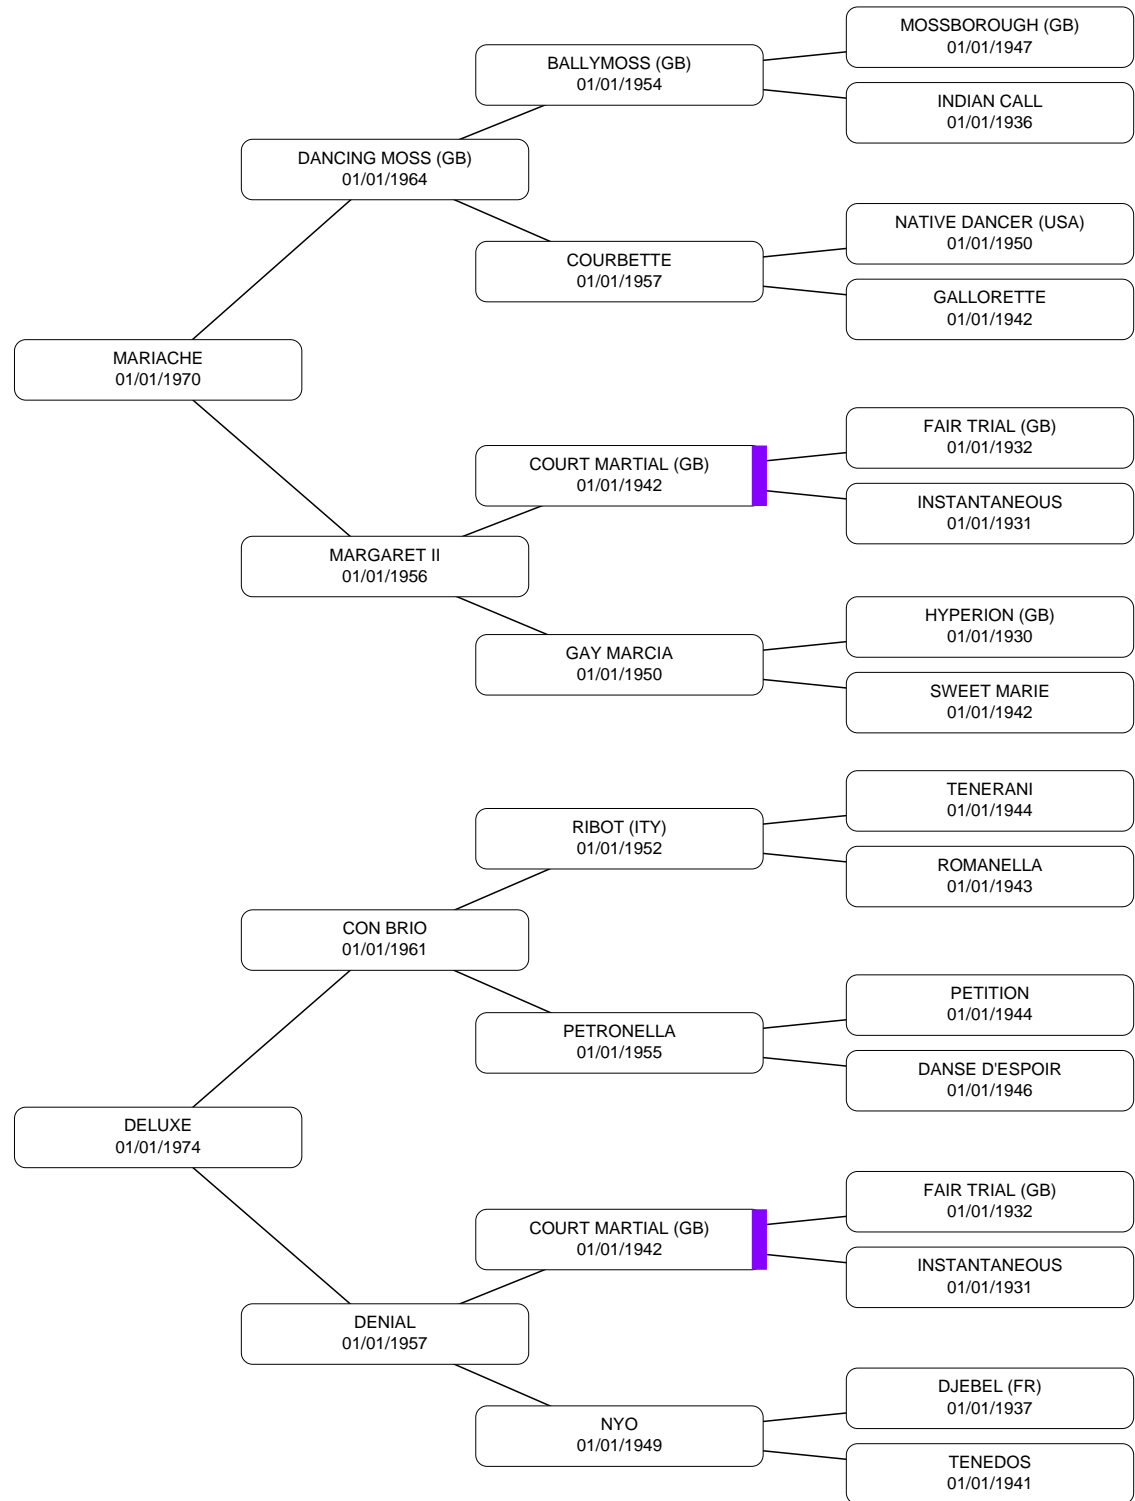 MOSSBOROUGH (GB)
01/01/1947
BALLYMOSS (GB)
01/01/1954
INDIAN CALL
01/01/1936
DANCING MOSS (GB)
01/01/1964
NATIVE DANCER (USA)
01/01/1950
COURBETTE
01/01/1957
GALLORETTE
01/01/1942
MARIACHE
01/01/1970
FAIR TRIAL (GB)
01/01/1932
COURT MARTIAL (GB)
01/01/1942
INSTANTANEOUS
01/01/1931
MARGARET II
01/01/1956
HYPERION (GB)
01/01/1930
GAY MARCIA
01/01/1950
SWEET MARIE
01/01/1942
TENERANI
01/01/1944
RIBOT (ITY)
01/01/1952
ROMANELLA
01/01/1943
CON BRIO
01/01/1961
PETITION
01/01/1944
PETRONELLA
01/01/1955
DANSE D'ESPOIR
01/01/1946
DELUXE
01/01/1974
FAIR TRIAL (GB)
01/01/1932
COURT MARTIAL (GB)
01/01/1942
INSTANTANEOUS
01/01/1931
DENIAL
01/01/1957
DJEBEL (FR)
01/01/1937
NYO
01/01/1949
TENEDOS
01/01/1941